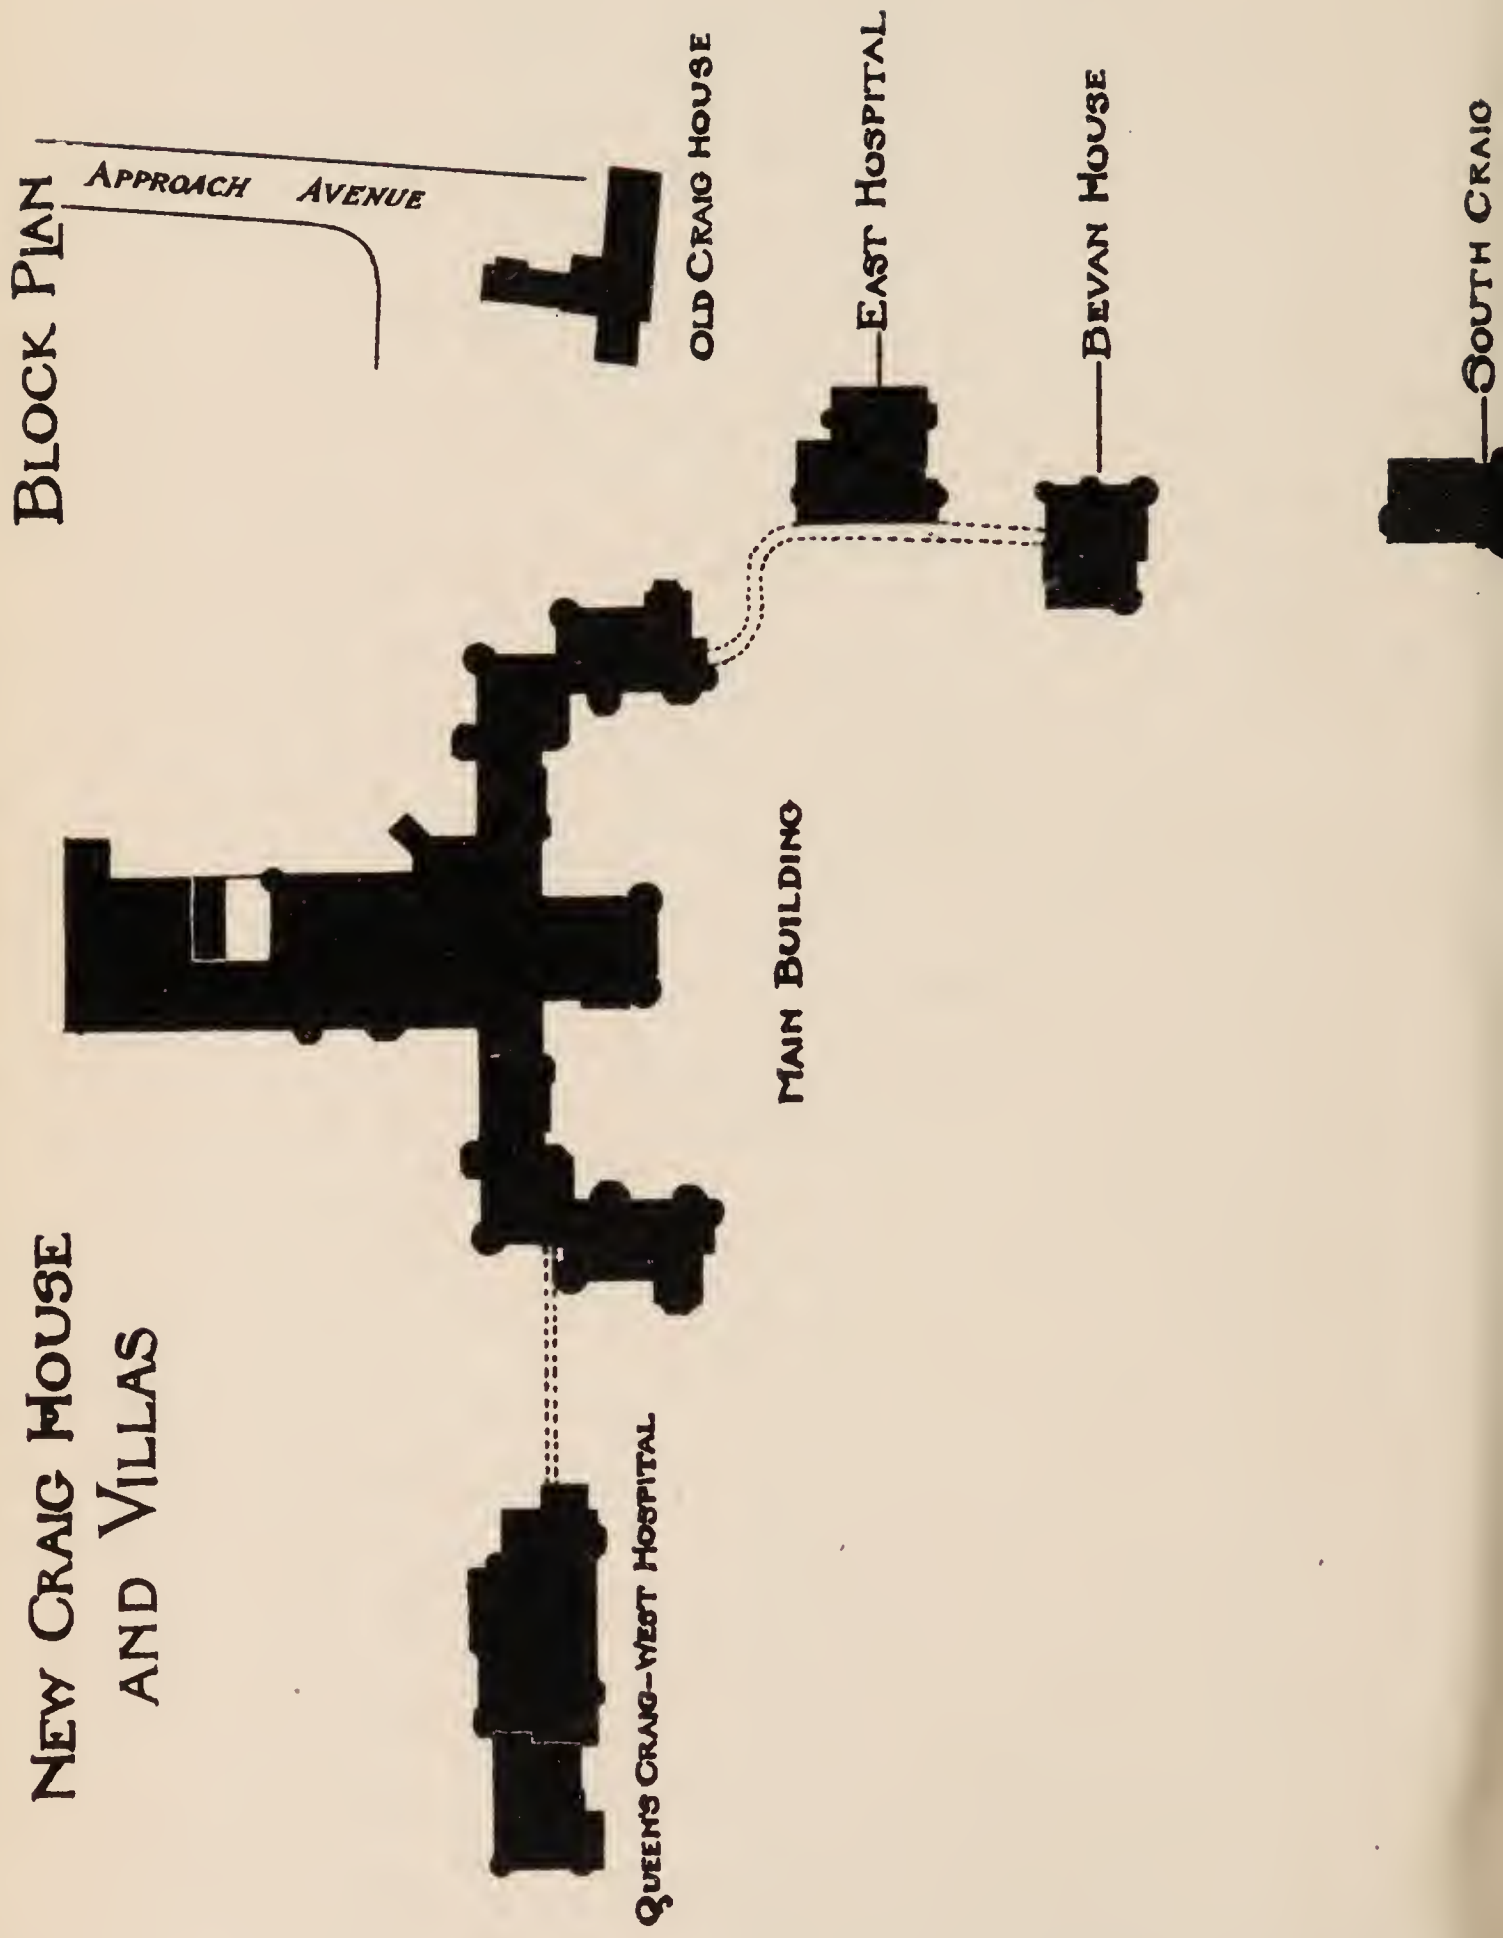 NEW CRAIG HOUSE
AND VILLAS
BLOCK PLAN
APPROACH AVENUE
OLD CRAIG HOUSE
EAST HOSPITAL
BEVAN HOUSE
SOUTH CRAIG
MAIN BUILDING
QUEEN'S CRAIG-WEST HOSPITAL